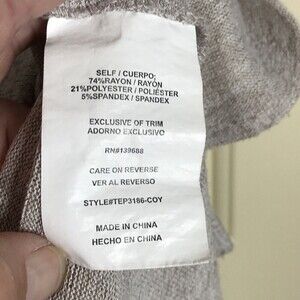 SELF / CUERPO;
74%RAYON / RAYÓN
21%POLYESTER / POLIÉSTER
5%SPANDEX / SPANDEX
EXCLUSIVE OF TRIM
ADORNO EXCLUSIVO
RN#139688
CARE ON REVERSE
VER AL REVERSO
STYLE#TEP3186-COY
MADE IN CHINA
HECHO EN CHINA